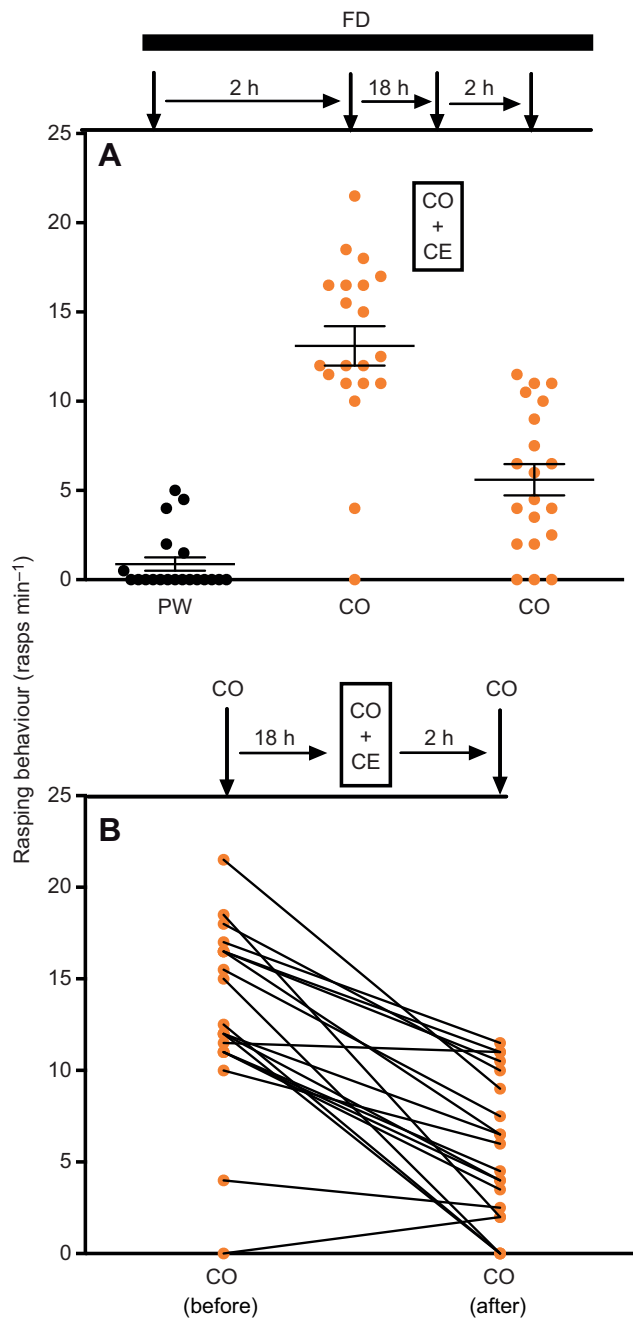 FD
2 h 18 h 2 h
A
25
20
15
10
5
0
CO
+
CE
PW CO CO
Rasping behaviour (rasps min⁻¹)
CO CO
18 h 2 h
CO
+
CE
B
25
20
15
10
5
0
CO CO
(before) (after)